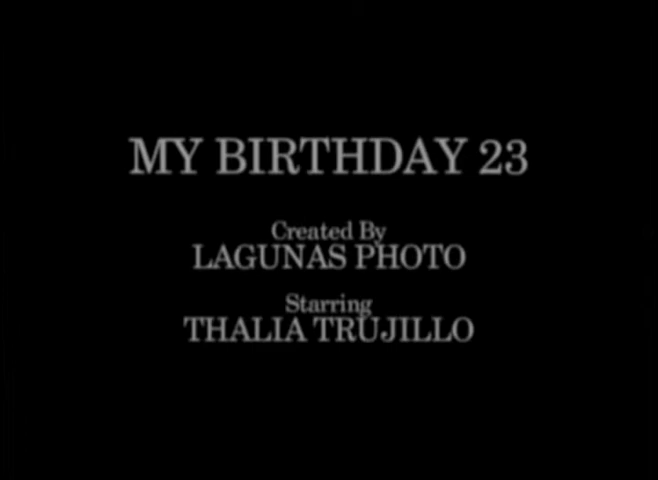 MY BIRTHDAY 23
Created By
LAGUNAS PHOTO
Starring
THALIA TRUJILLO